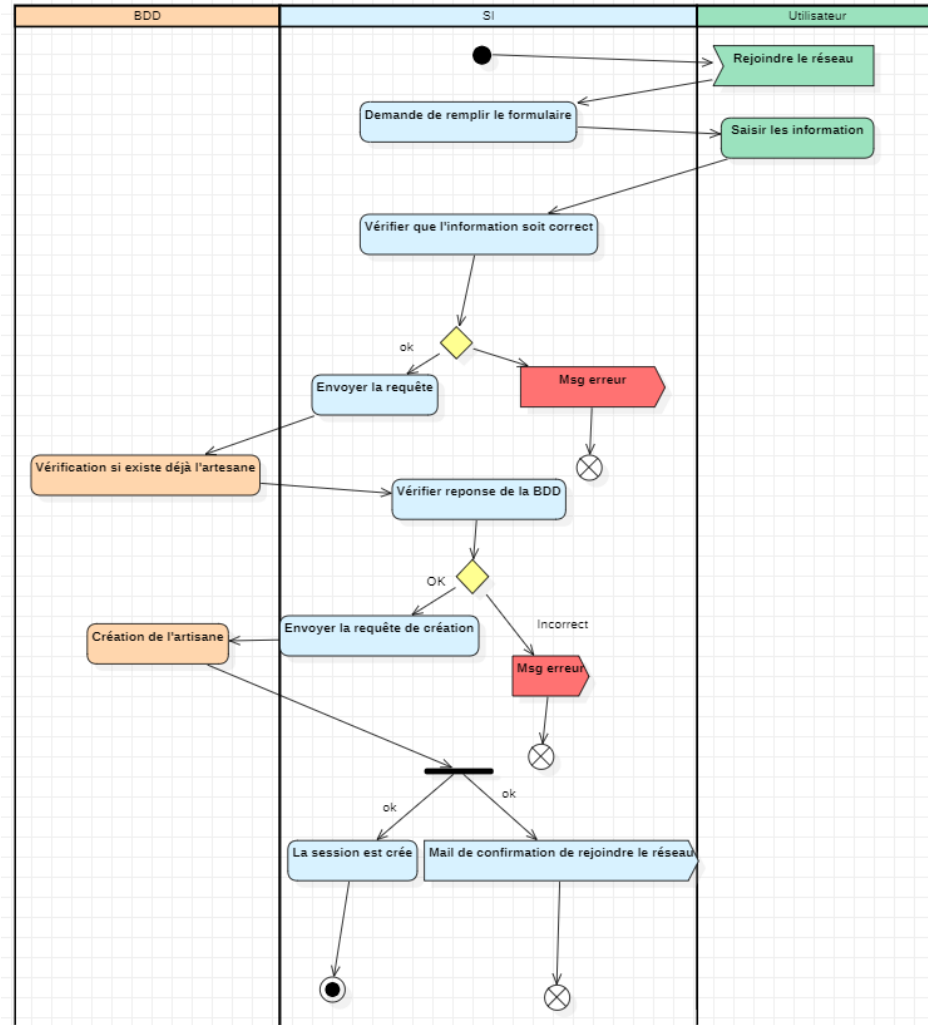 BDD
SI
Utilisateur
Rejoindre le réseau
Demande de remplir le formulaire
Saisir les information
Vérifier que l'information soit correct
ok
Msg erreur
Envoyer la requête
Vérification si existe déjà l'artesane
Vérifier reponse de la BDD
OK
Incorrect
Envoyer la requête de création
Création de l'artisane
Msg erreur
ok
ok
La session est crée
Mail de confirmation de rejoindre le réseau